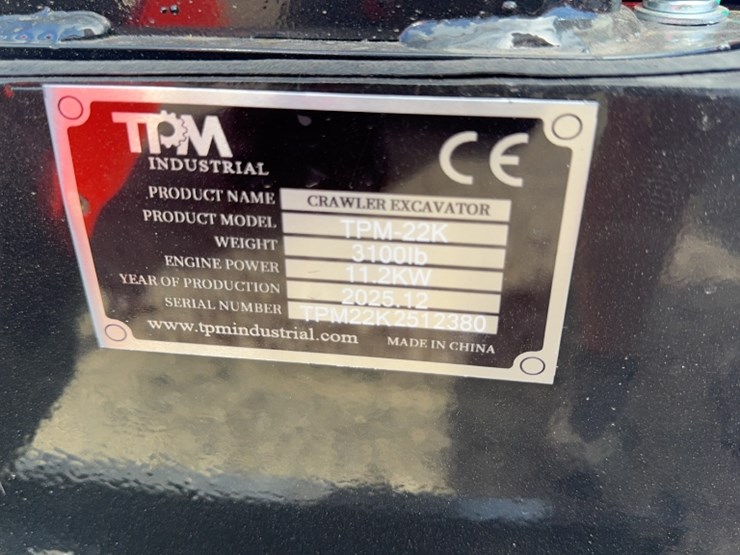 TPM
INDUSTRIAL
CE
PRODUCT NAME CRAWLER EXCAVATOR
PRODUCT MODEL TPM-22K
WEIGHT 3100lb
ENGINE POWER 11.2KW
YEAR OF PRODUCTION 2025.12
SERIAL NUMBER TPM22K2512380
www.tpmindustrial.com MADE IN CHINA